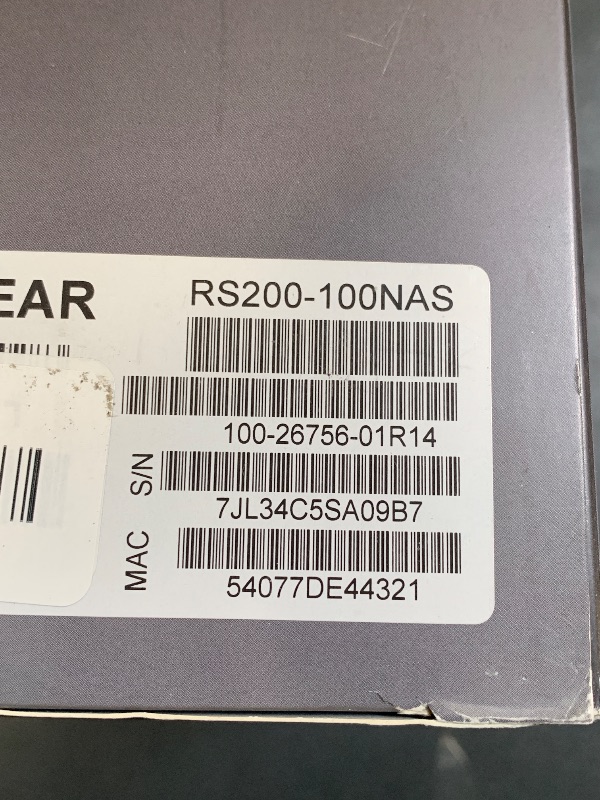 EAR
RS200-100NAS
100-26756-01R14
S/N
7JL34C5SA09B7
MAC
54077DE44321